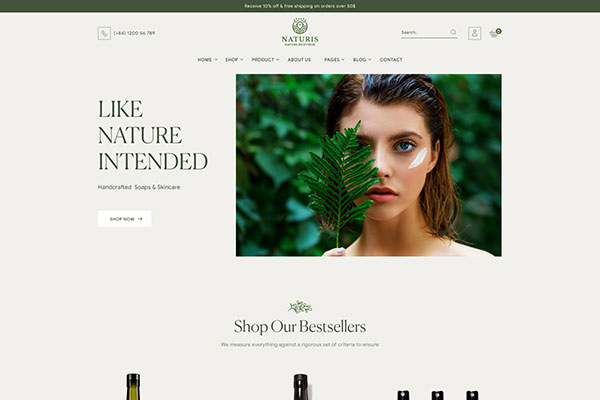 Receive 10% off & free shipping on orders over 50$
(+84) 1200 56 789
NATURIS
NATURE BOUTIQUE
Search..
0
HOME SHOP PRODUCT ABOUT US PAGES BLOG CONTACT
LIKE
NATURE
INTENDED
Handcrafted Soaps & Skincare
SHOP NOW
Shop Our Bestsellers
We measure everything against a rigorous set of criteria to ensure